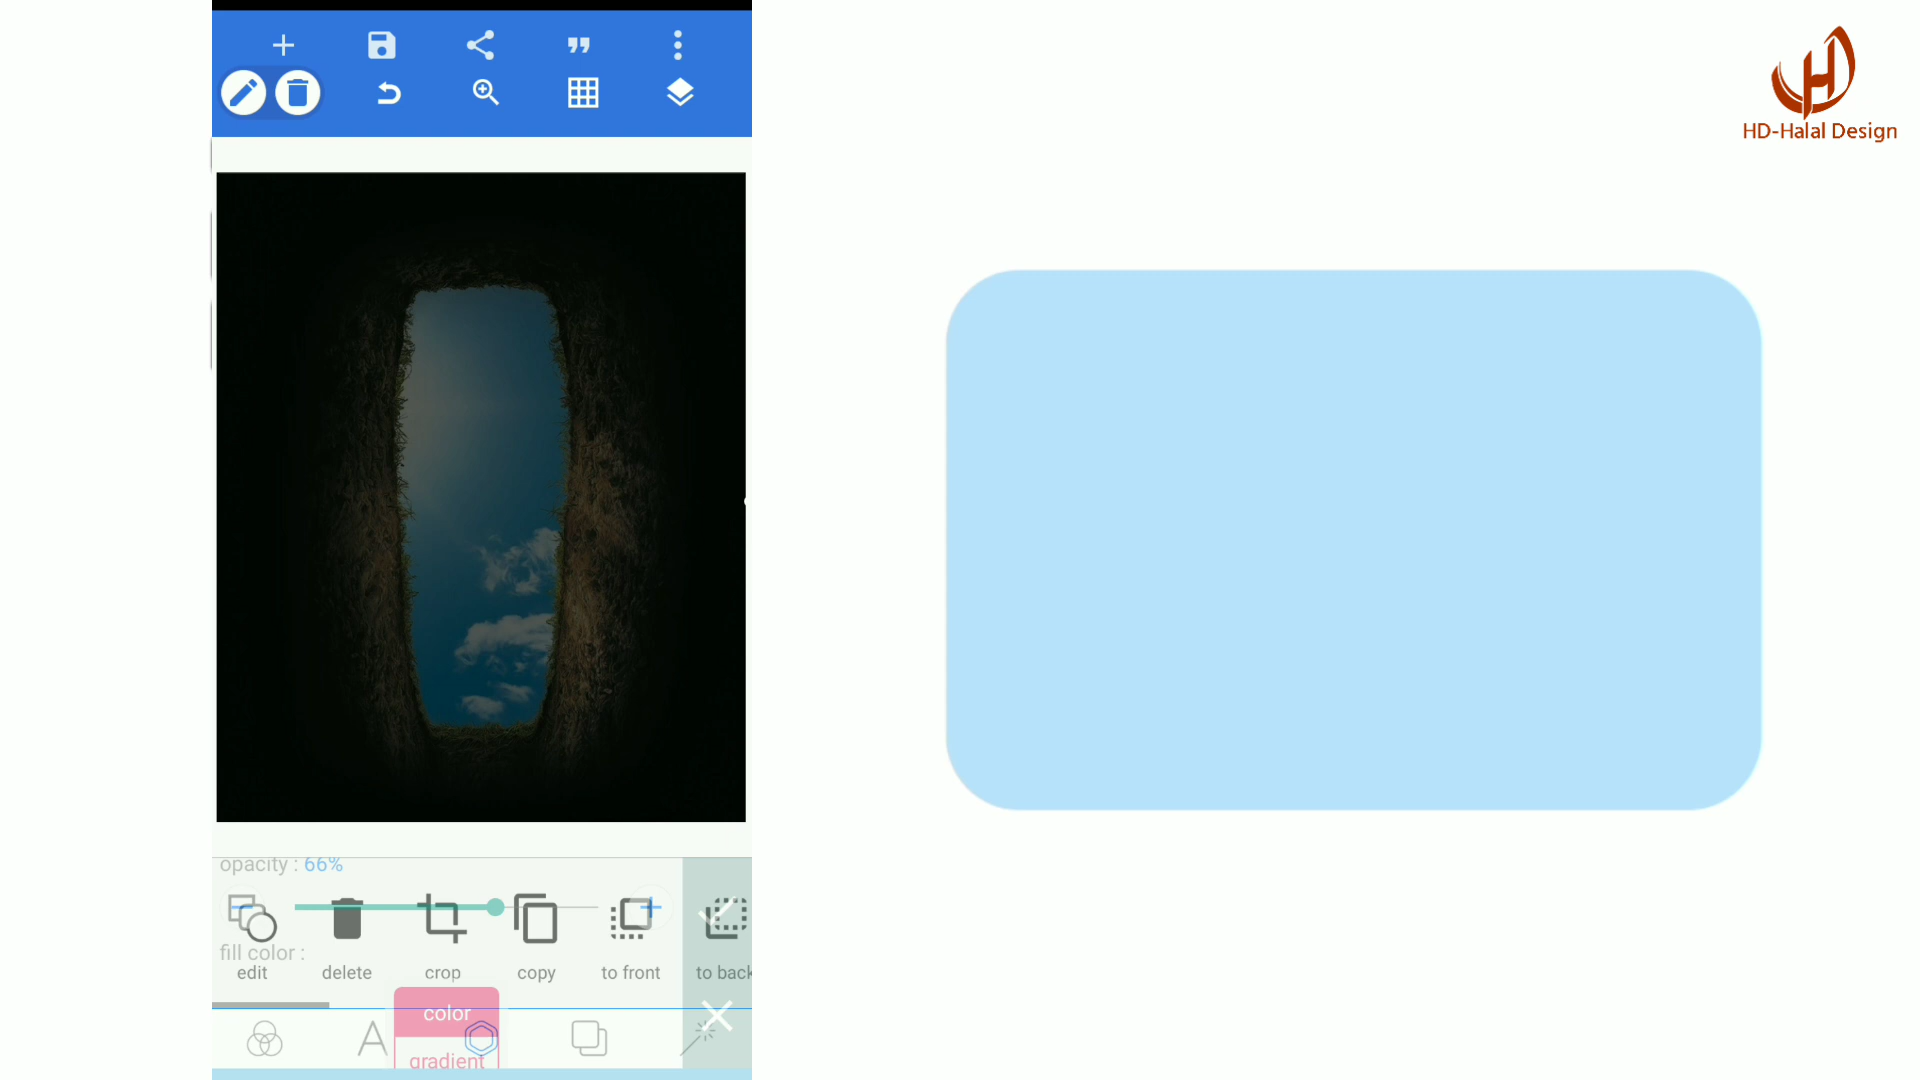 HD-Halal Design
opacity : 66%
fill color :
edit
delete
crop
copy
to front
to back
color
gradient